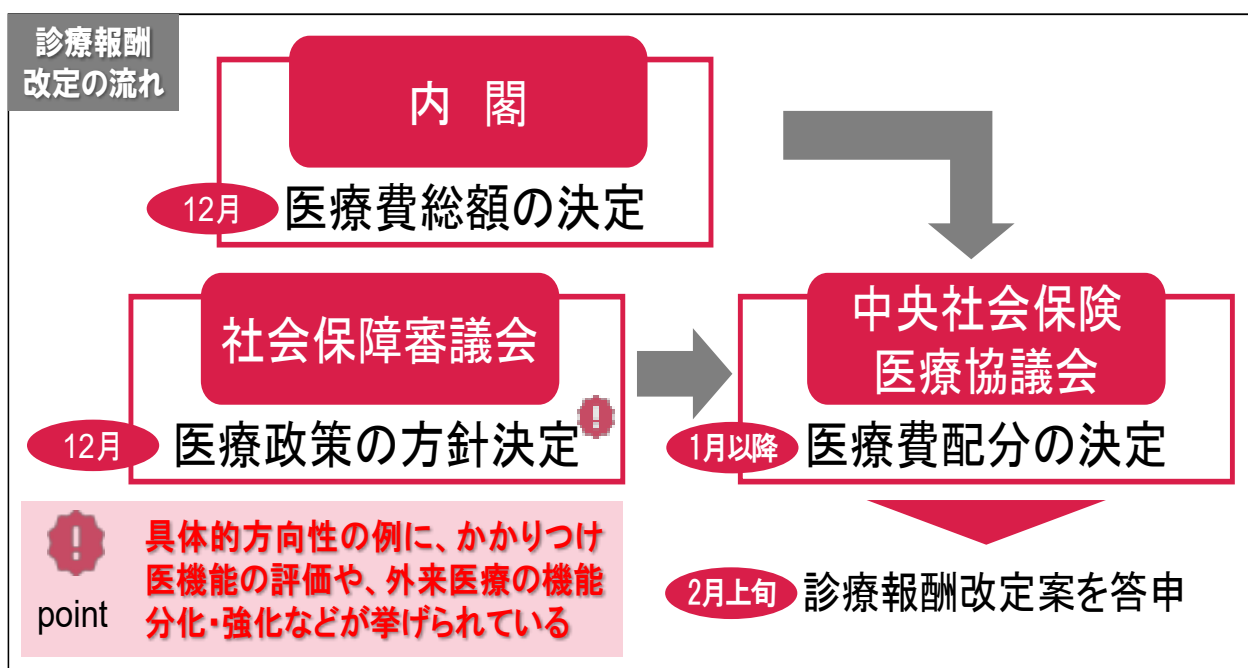 診療報酬
改定の流れ
内 閣
12月 医療費総額の決定
社会保障審議会
12月 医療政策の方針決定
中央社会保険
医療協議会
1月以降 医療費配分の決定
2月上旬 診療報酬改定案を答申
point
具体的方向性の例に、かかりつけ
医機能の評価や、外来医療の機能
分化・強化などが挙げられている